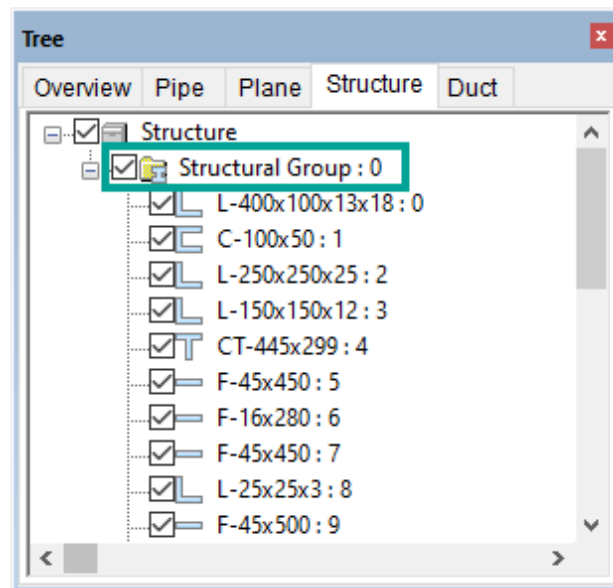 Tree
Overview Pipe Plane Structure Duct
Structure
Structural Group : 0
L-400x100x13x18 : 0
C-100x50 : 1
L-250x250x25 : 2
L-150x150x12 : 3
CT-445x299 : 4
F-45x450 : 5
F-16x280 : 6
F-45x450 : 7
L-25x25x3 : 8
F-45x500 : 9